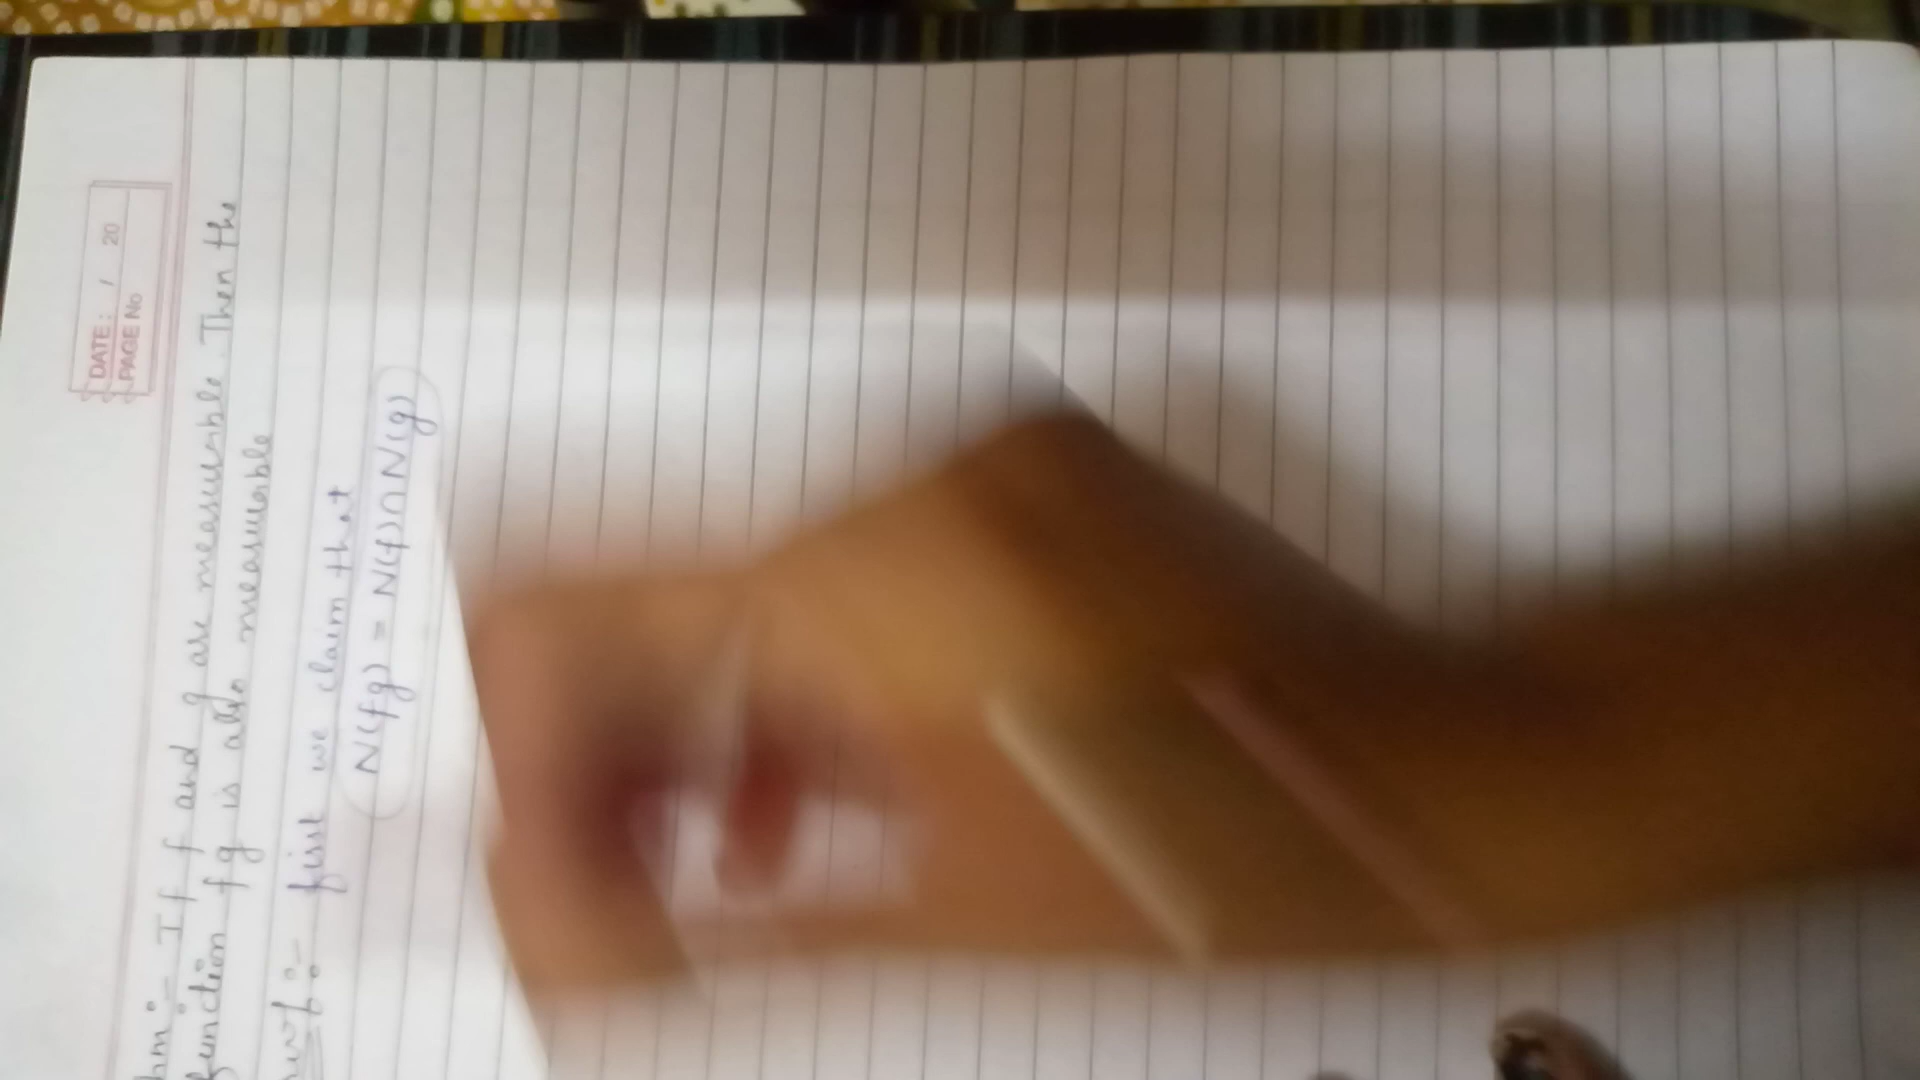 DATE: / 20
PAGE No
hm:- If f and g are measurable. Then the
function fg is also measurable
first we claim that
N(fg) = N(f) ∩ N(g)